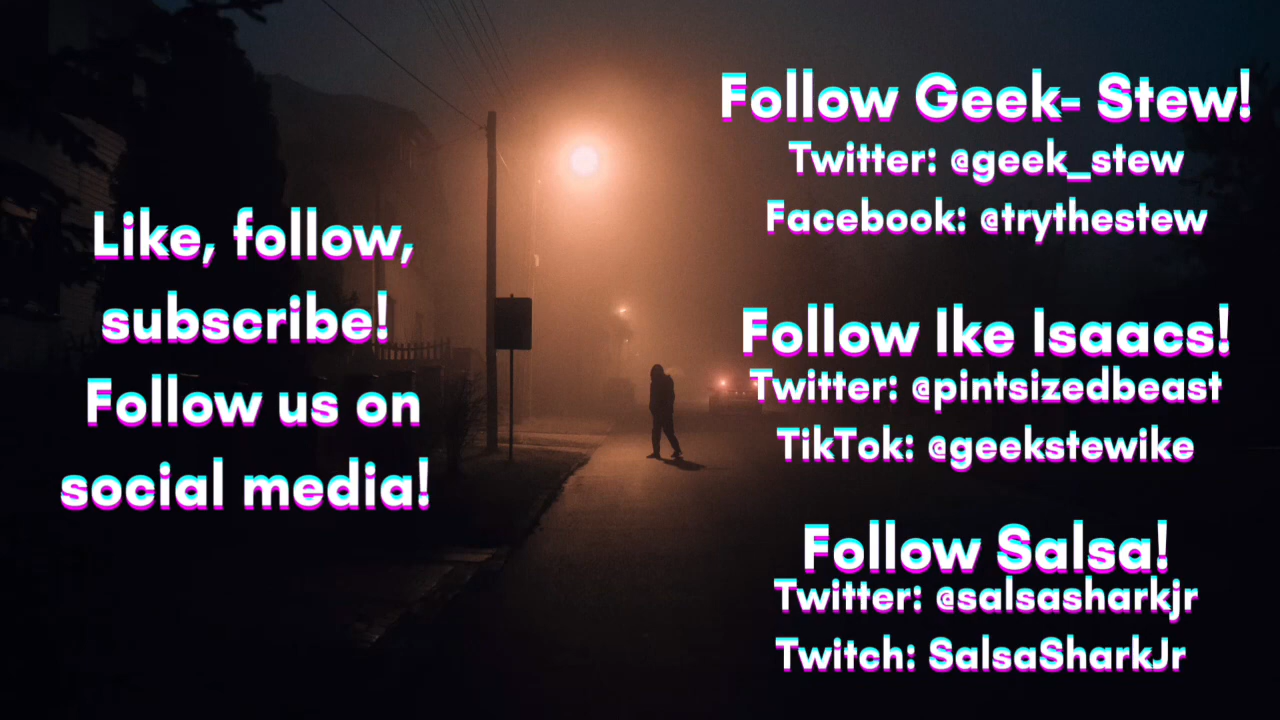 Like, follow,
subscribe!
Follow us on
social media!
Follow Geek- Stew!
Twitter: @geek_stew
Facebook: @trythestew
Follow Ike Isaacs!
Twitter: @pintsizedbeast
TikTok: @geekstewike
Follow Salsa!
Twitter: @salsasharkjr
Twitch: SalsaSharkJr